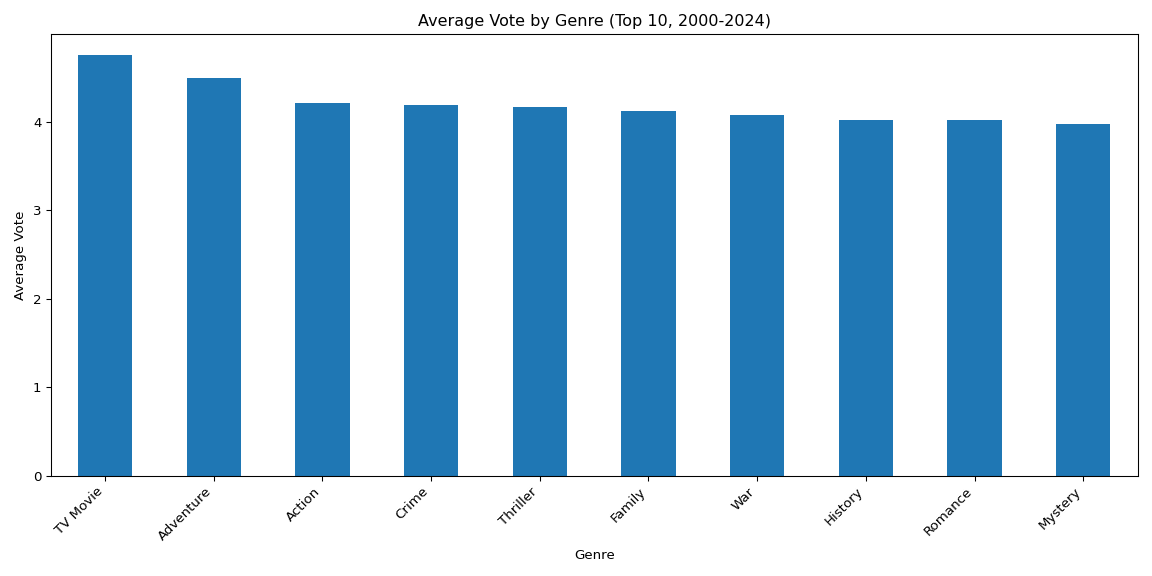 Average Vote by Genre (Top 10, 2000-2024)
Average Vote
4
3
2
1
0
TV Movie
Adventure
Action
Crime
Thriller
Family
War
History
Romance
Mystery
Genre